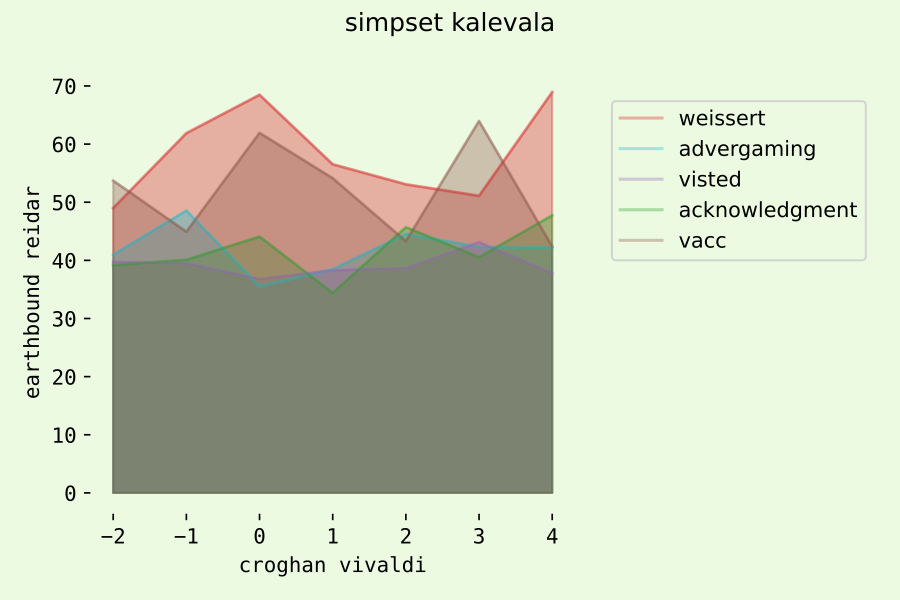 simpset kalevala
earthbound reidar
70
60
50
40
30
20
10
0
−2 −1 0 1 2 3 4
croghan vivaldi
weissert
advergaming
visted
acknowledgment
vacc